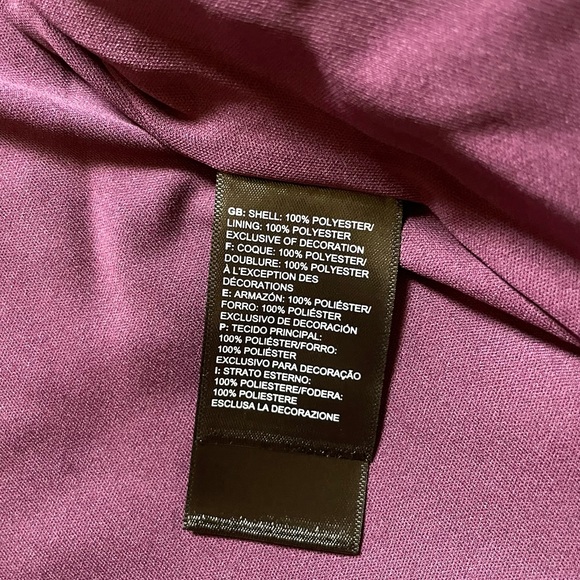 GB: SHELL: 100% POLYESTER/
LINING: 100% POLYESTER
EXCLUSIVE OF DECORATION
F: COQUE: 100% POLYESTER/
DOUBLURE: 100% POLYESTER
À L'EXCEPTION DES
DÉCORATIONS
E: ARMAZÓN: 100% POLIÉSTER/
FORRO: 100% POLIÉSTER
EXCLUSIVO DE DECORACIÓN
P: TECIDO PRINCIPAL:
100% POLIÉSTER/FORRO:
100% POLIÉSTER
EXCLUSIVO PARA DECORAÇÃO
I: STRATO ESTERNO:
100% POLIESTERE/FODERA:
100% POLIESTERE
ESCLUSA LA DECORAZIONE